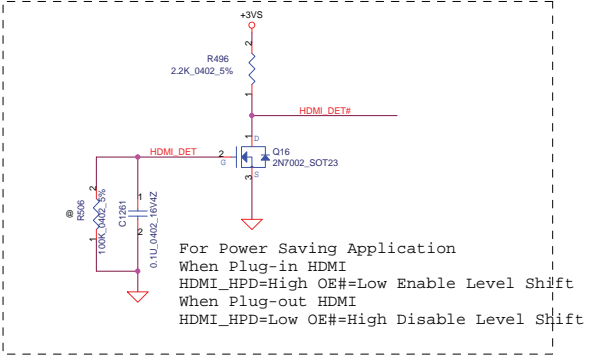 +3VS
2
R496
2.2K_0402_5%
1
HDMI_DET#
1
D
HDMI_DET
2
G
Q16
2N7002_SOT23
S
3
2
@
R506
100K_0402_5%
1
1
C1261
2
0.1U_0402_16V4Z
For Power Saving Application
When Plug-in HDMI
HDMI_HPD=High OE#=Low Enable Level Shift
When Plug-out HDMI
HDMI_HPD=Low OE#=High Disable Level Shift